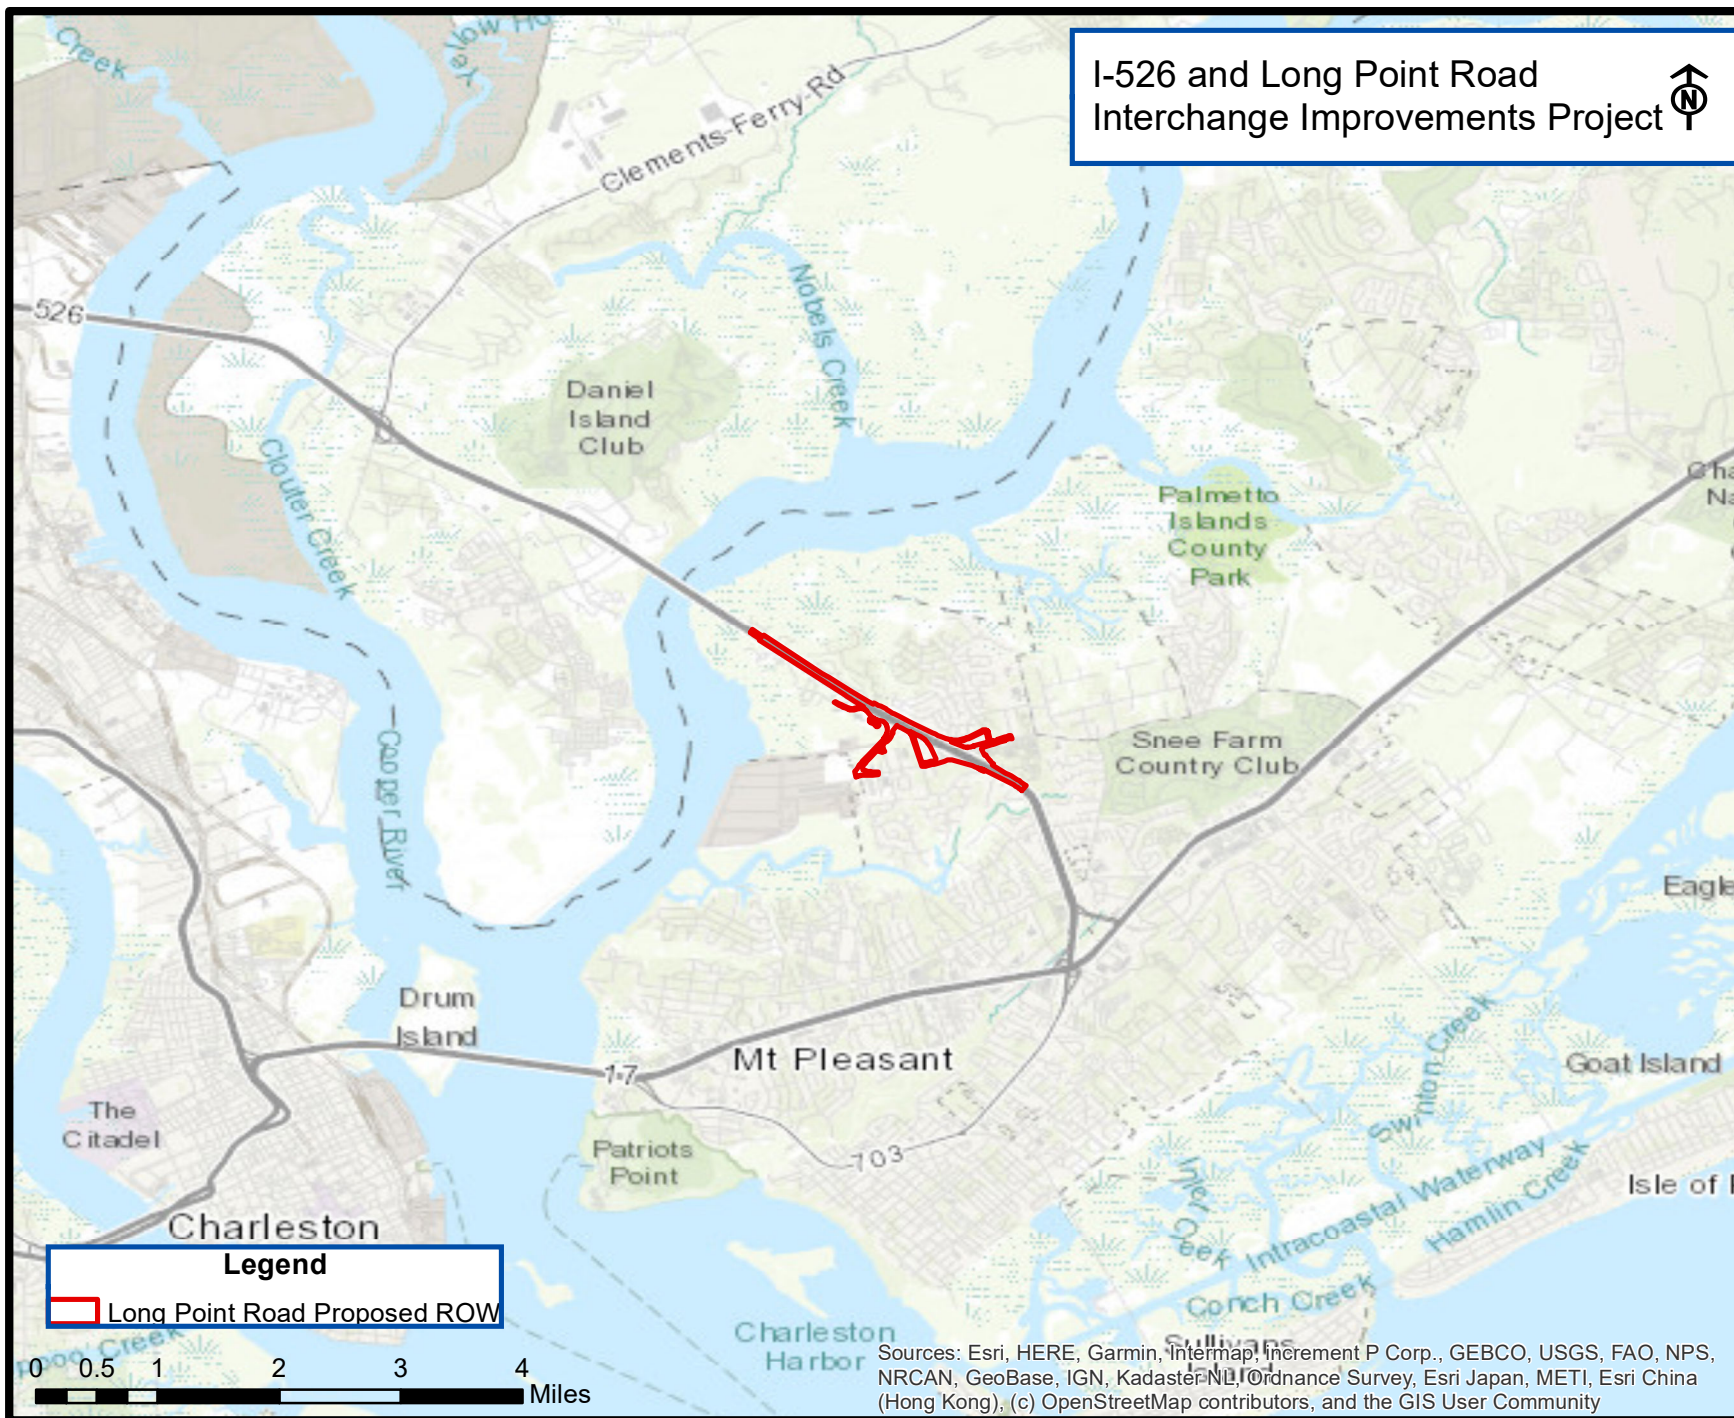 I-526 and Long Point Road
Interchange Improvements Project
N
Creek
Clements-Ferry-Rd
526
Nobels Creek
Daniel
Island
Club
Clouter Creek
Palmetto
Islands
County
Park
Snee Farm
Country Club
Cooper River
Drum
Island
17
Mt Pleasant
Goat Island
Swinton Creek
The
Citadel
Patriots
Point
703
Inlet Creek
Intracoastal Waterway
Hamlin Creek
Isle of
Charleston
Conch Creek
Charleston
Harbor
Sullivans
Island
Creek
Legend
Long Point Road Proposed ROW
0 0.5 1 2 3 4
Miles
Sources: Esri, HERE, Garmin, Intermap, increment P Corp., GEBCO, USGS, FAO, NPS,
NRCAN, GeoBase, IGN, Kadaster NL, Ordnance Survey, Esri Japan, METI, Esri China
(Hong Kong), (c) OpenStreetMap contributors, and the GIS User Community